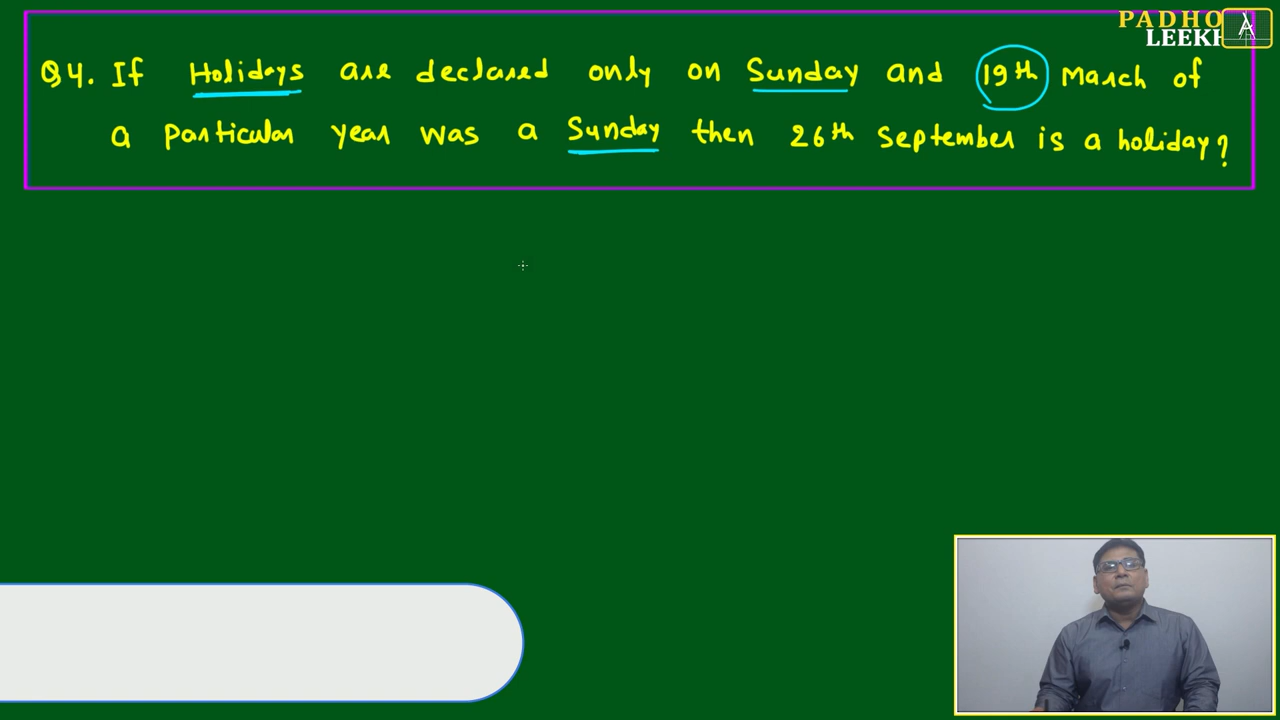 PADHO
LEEKH
Q4. If Holidays are declared only on Sunday and 19th March of
a particular year was a Sunday then 26th September is a holiday?